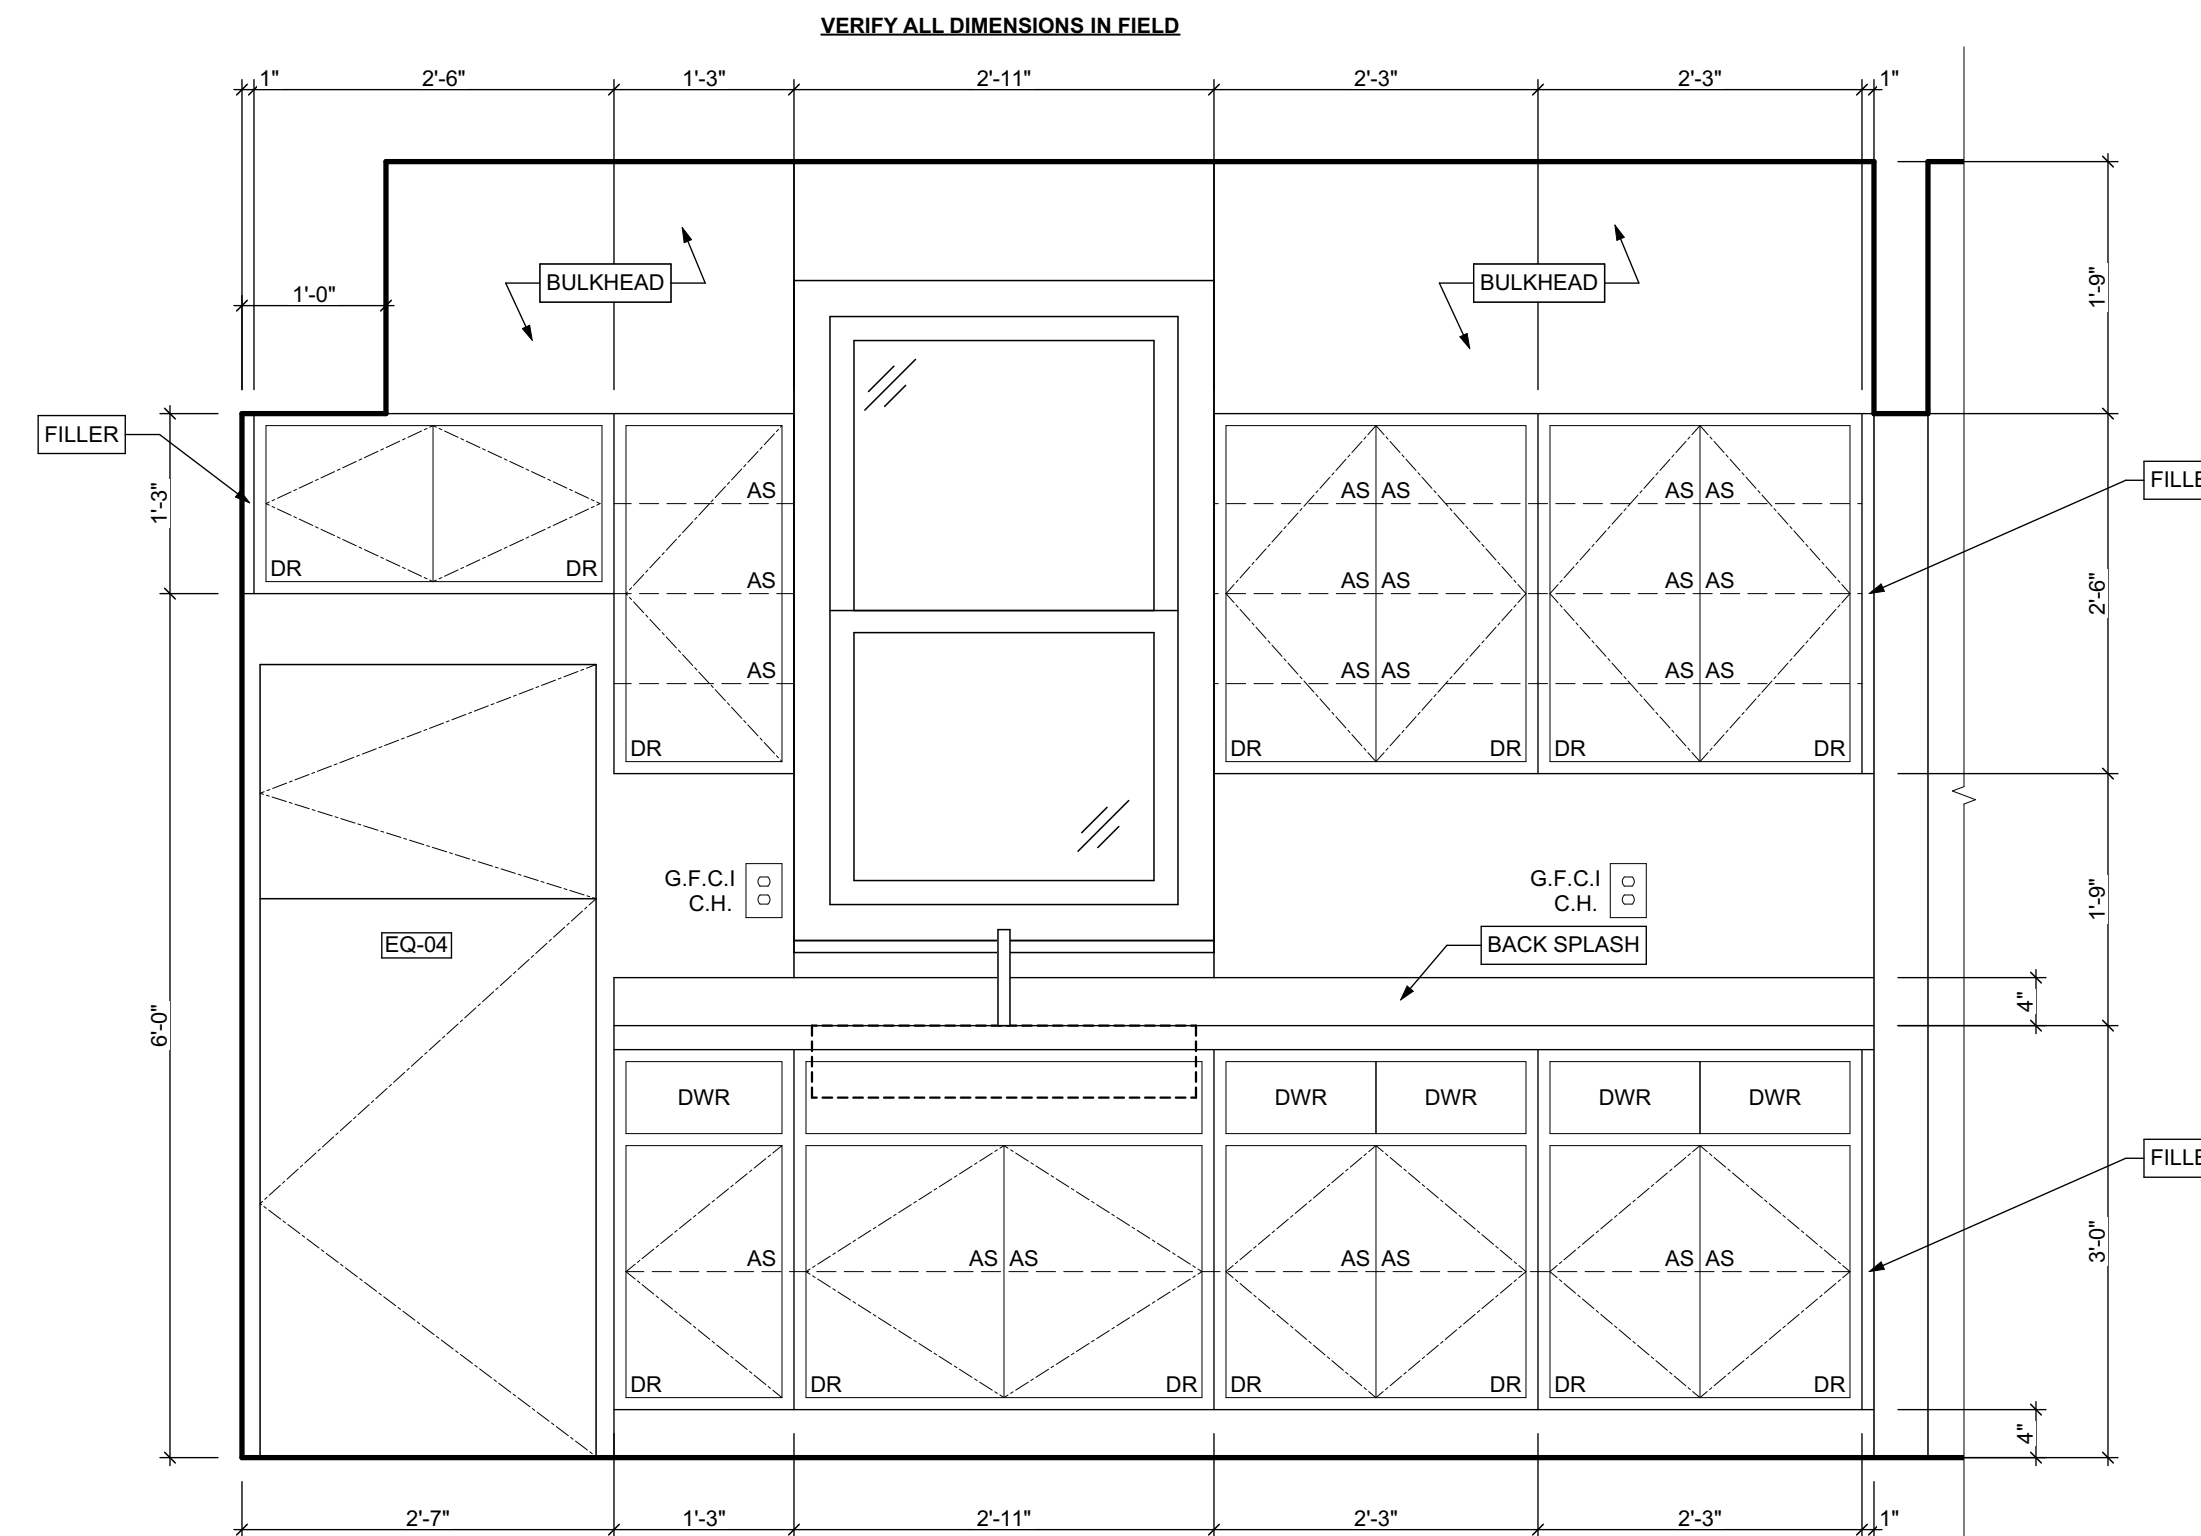 VERIFY ALL DIMENSIONS IN FIELD
1" 2'-6" 1'-3" 2'-11" 2'-3" 2'-3" 1"
BULKHEAD BULKHEAD
1'-9"
1'-0"
FILLER
1'-3"
FILLE
AS AS AS AS AS
DR DR
AS AS AS AS AS
2'-6"
AS AS AS AS AS
DR DR DR DR DR
G.F.C.I
C.H.
G.F.C.I
C.H.
1'-9"
EQ-04
BACK SPLASH
4"
6'-0"
DWR DWR DWR DWR DWR
FILLE
3'-0"
AS AS AS AS AS AS AS
DR DR DR DR DR DR DR
4"
2'-7" 1'-3" 2'-11" 2'-3" 2'-3" 1"